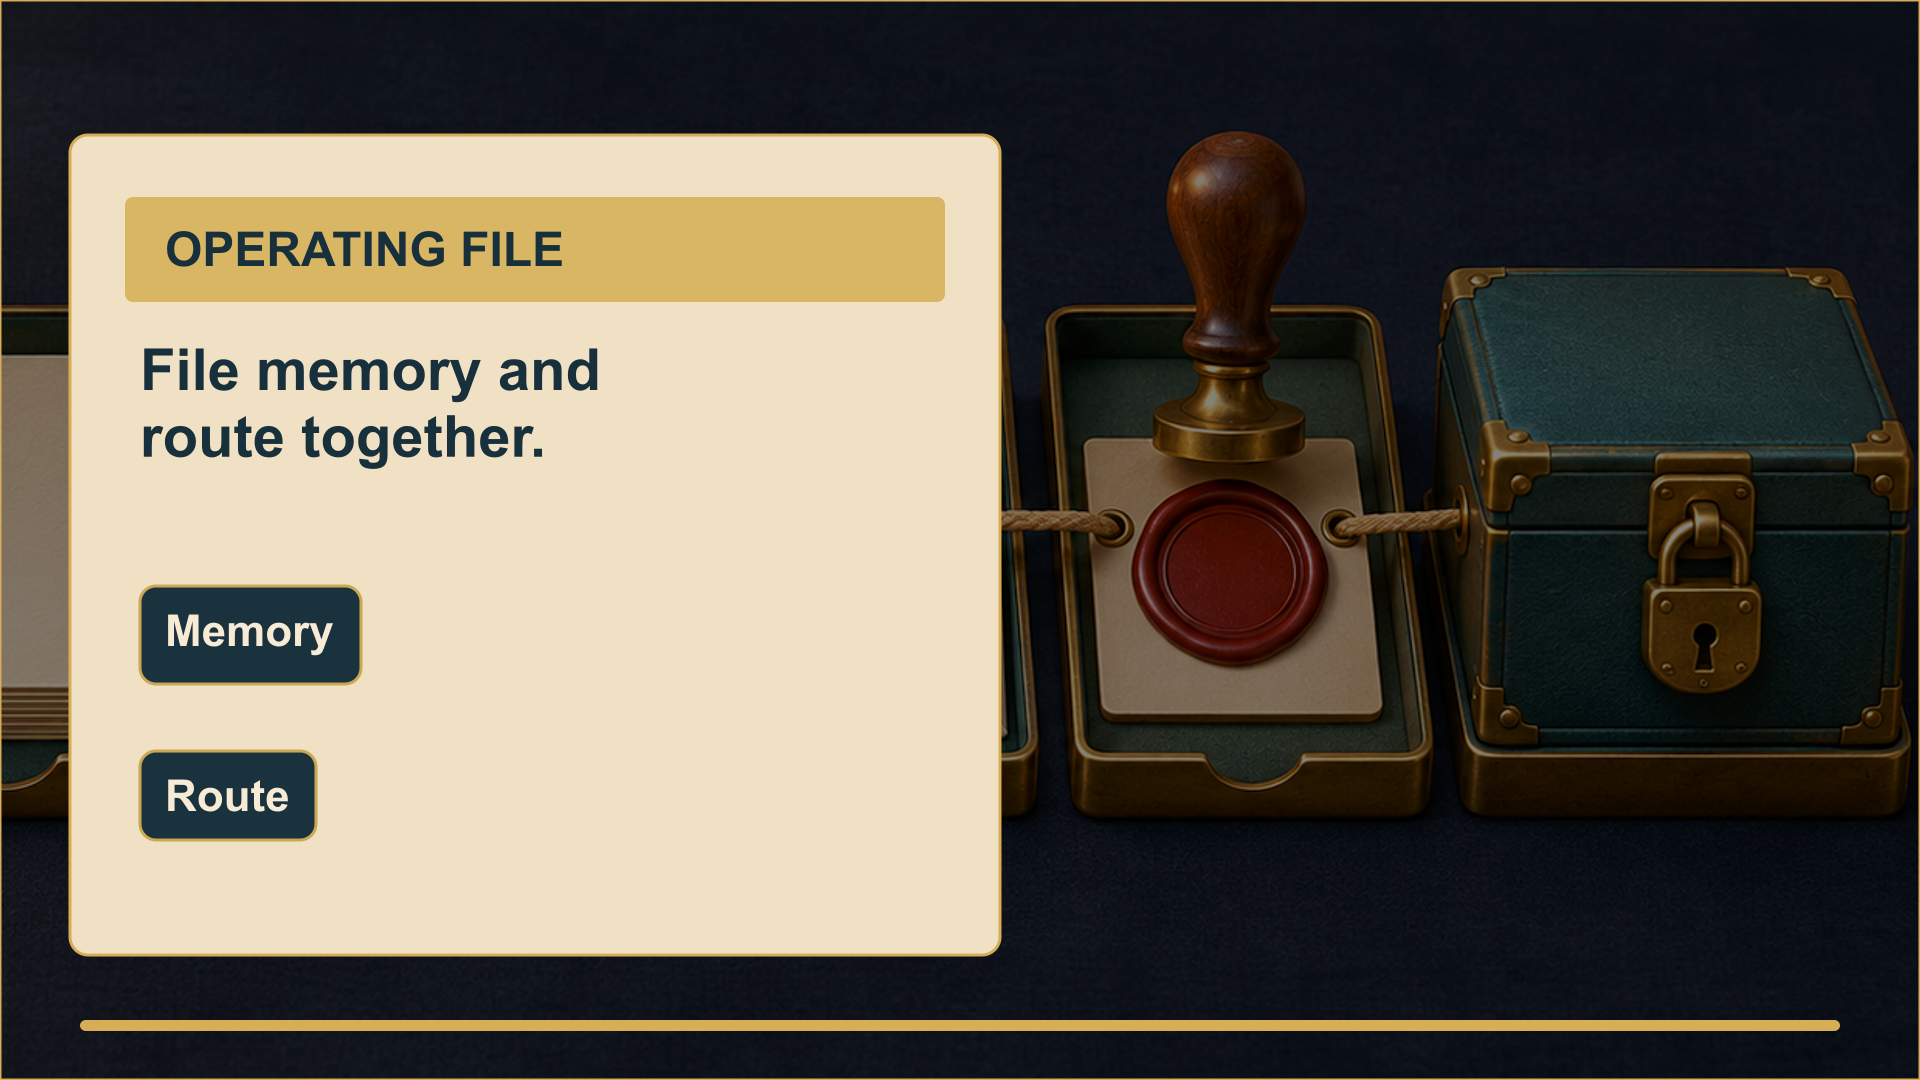 OPERATING FILE
File memory and
route together.
Memory
Route